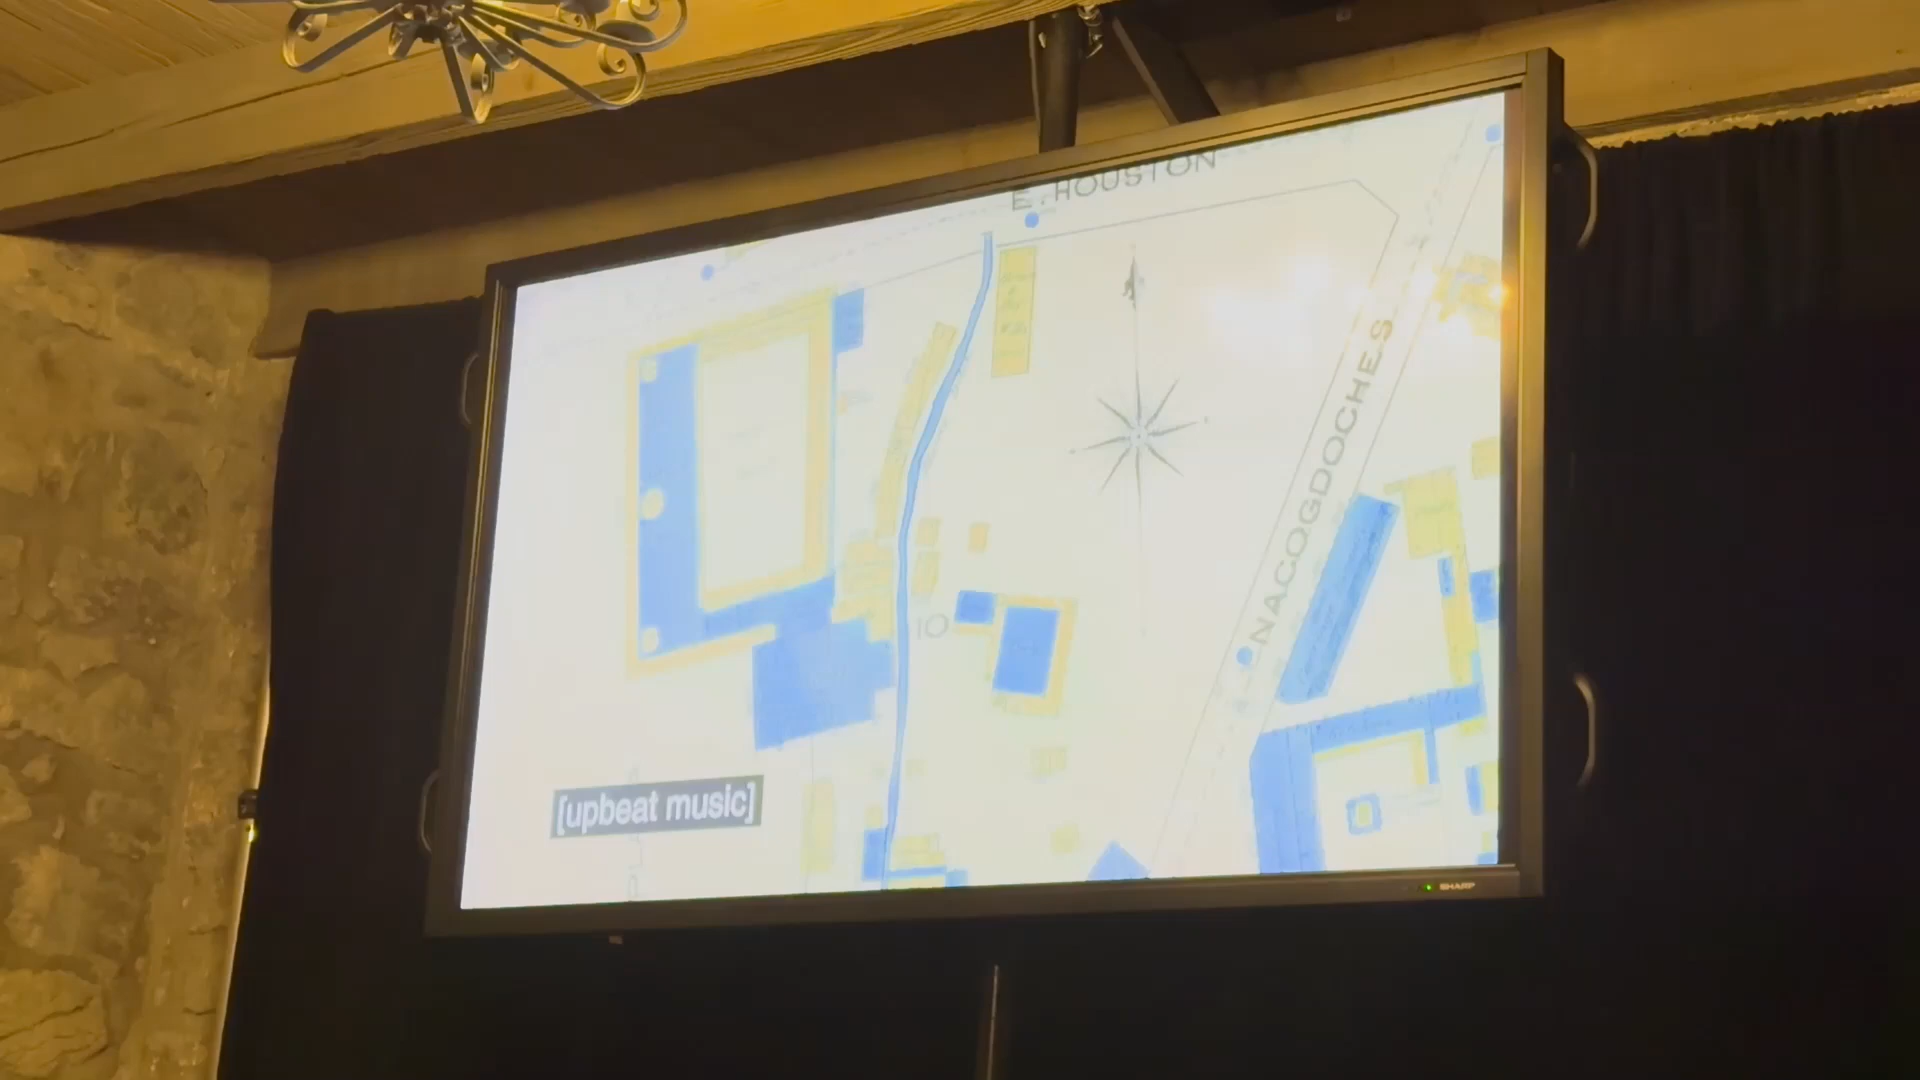 E. HOUSTON
NACOGDOCHES
10
[upbeat music]
SHARP